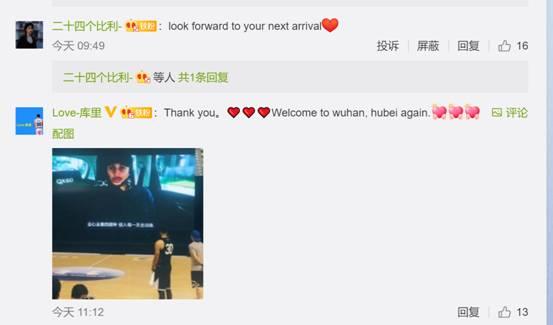 二十四个比利- 铁粉 : look forward to your next arrival
今天 09:49 投诉 屏蔽 回复 16
二十四个比利- 等人 共1条回复
Love-库里 铁粉 : Thank you。Welcome to wuhan, hubei again. 评论
配图
QX60
30
今天 11:12 回复 13